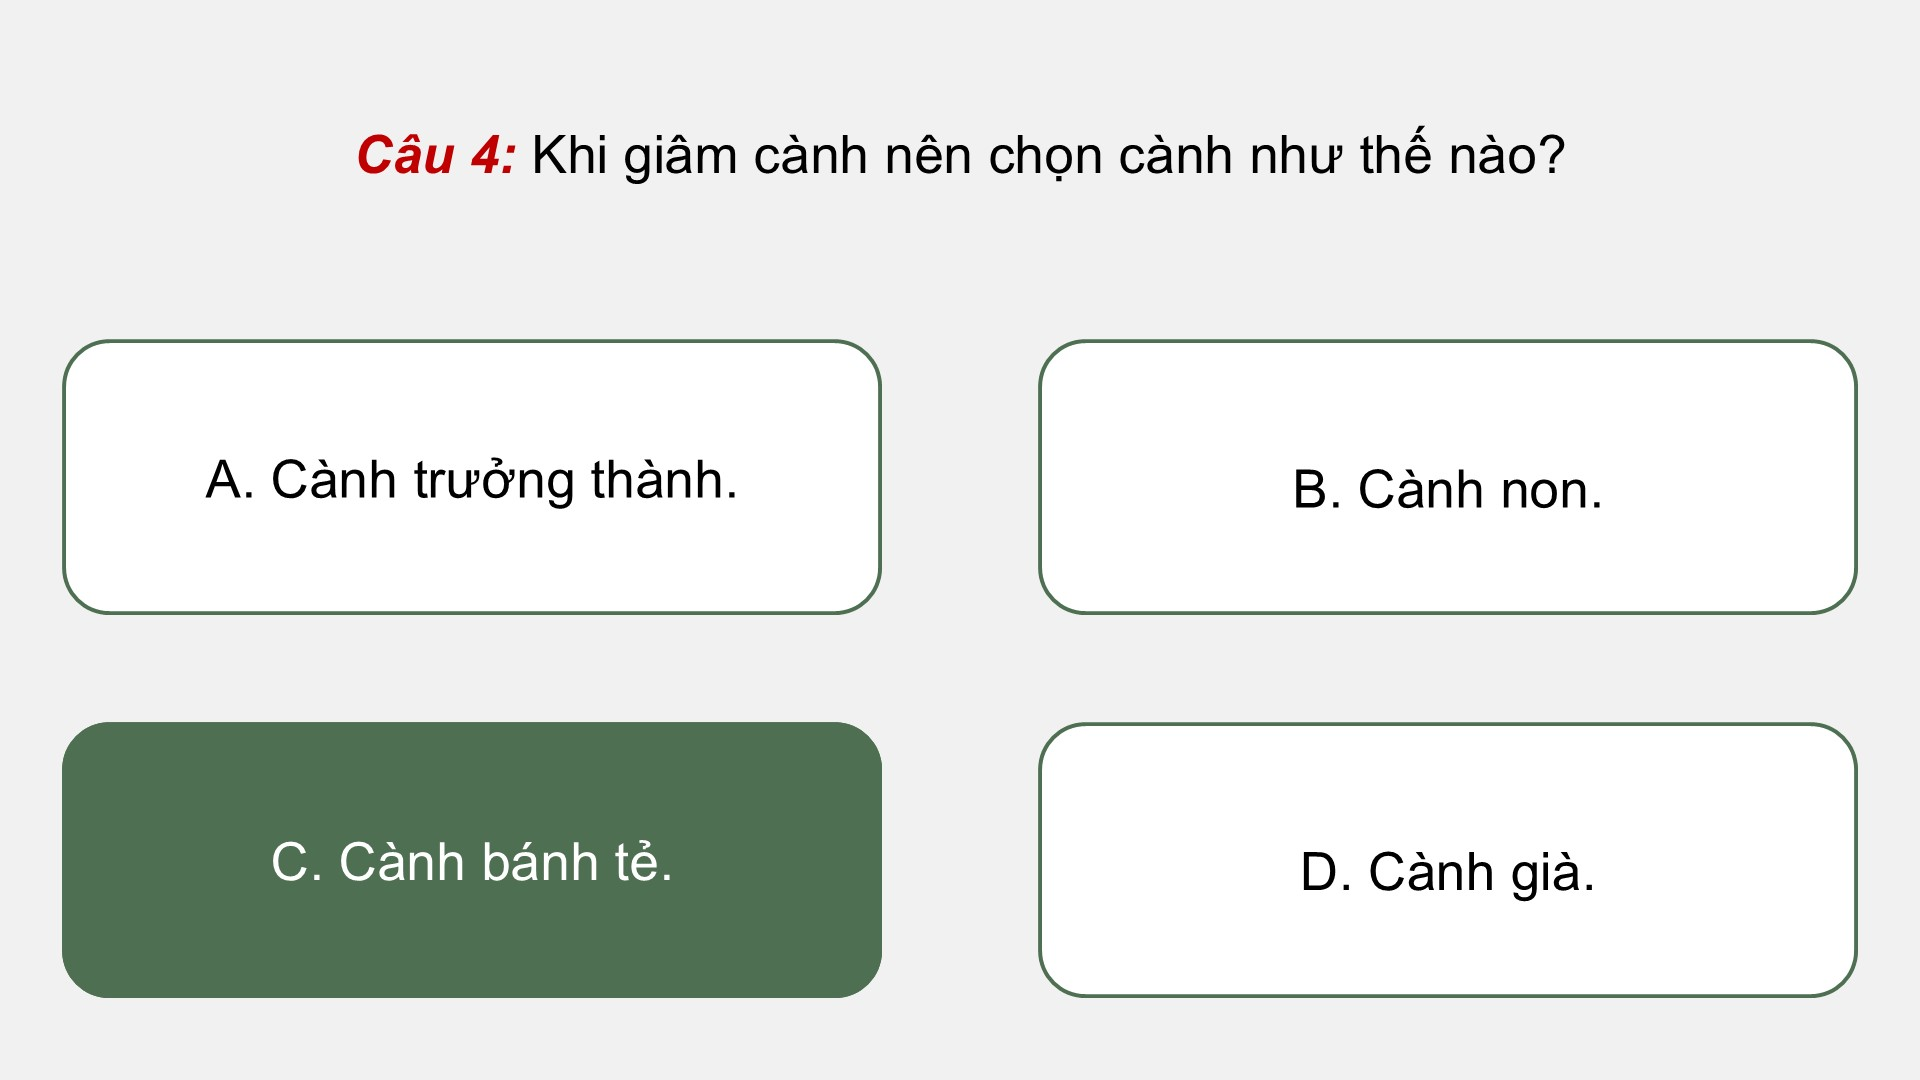 Câu 4: Khi giâm cành nên chọn cành như thế nào?
A. Cành trưởng thành.
B. Cành non.
C. Cành bánh tẻ.
D. Cành già.